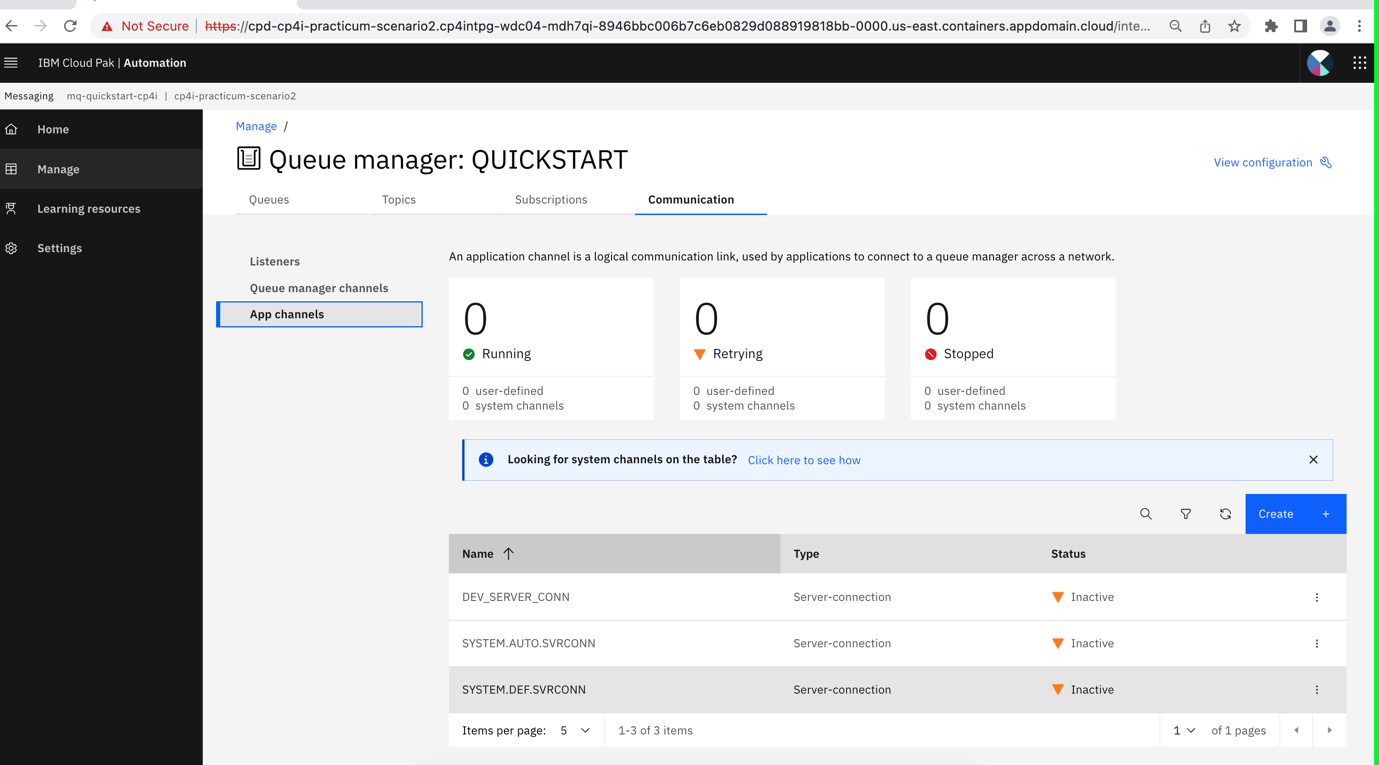 Not Secure | https://cpd-cp4i-practicum-scenario2.cp4intpg-wdc04-mdh7qi-8946bbc006b7c6eb0829d088919818bb-0000.us-east.containers.appdomain.cloud/inte...
IBM Cloud Pak | Automation
Messaging mq-quickstart-cp4i | cp4i-practicum-scenario2
Home
Manage
Learning resources
Settings
Manage /
Queue manager: QUICKSTART
View configuration
Queues Topics Subscriptions Communication
Listeners
Queue manager channels
App channels
An application channel is a logical communication link, used by applications to connect to a queue manager across a network.
0 0 0
Running Retrying Stopped
0 user-defined 0 user-defined 0 user-defined
0 system channels 0 system channels 0 system channels
Looking for system channels on the table? Click here to see how
Create +
Name Type Status
DEV_SERVER_CONN Server-connection Inactive
SYSTEM.AUTO.SVRCONN Server-connection Inactive
SYSTEM.DEF.SVRCONN Server-connection Inactive
Items per page: 5 1-3 of 3 items 1 of 1 pages